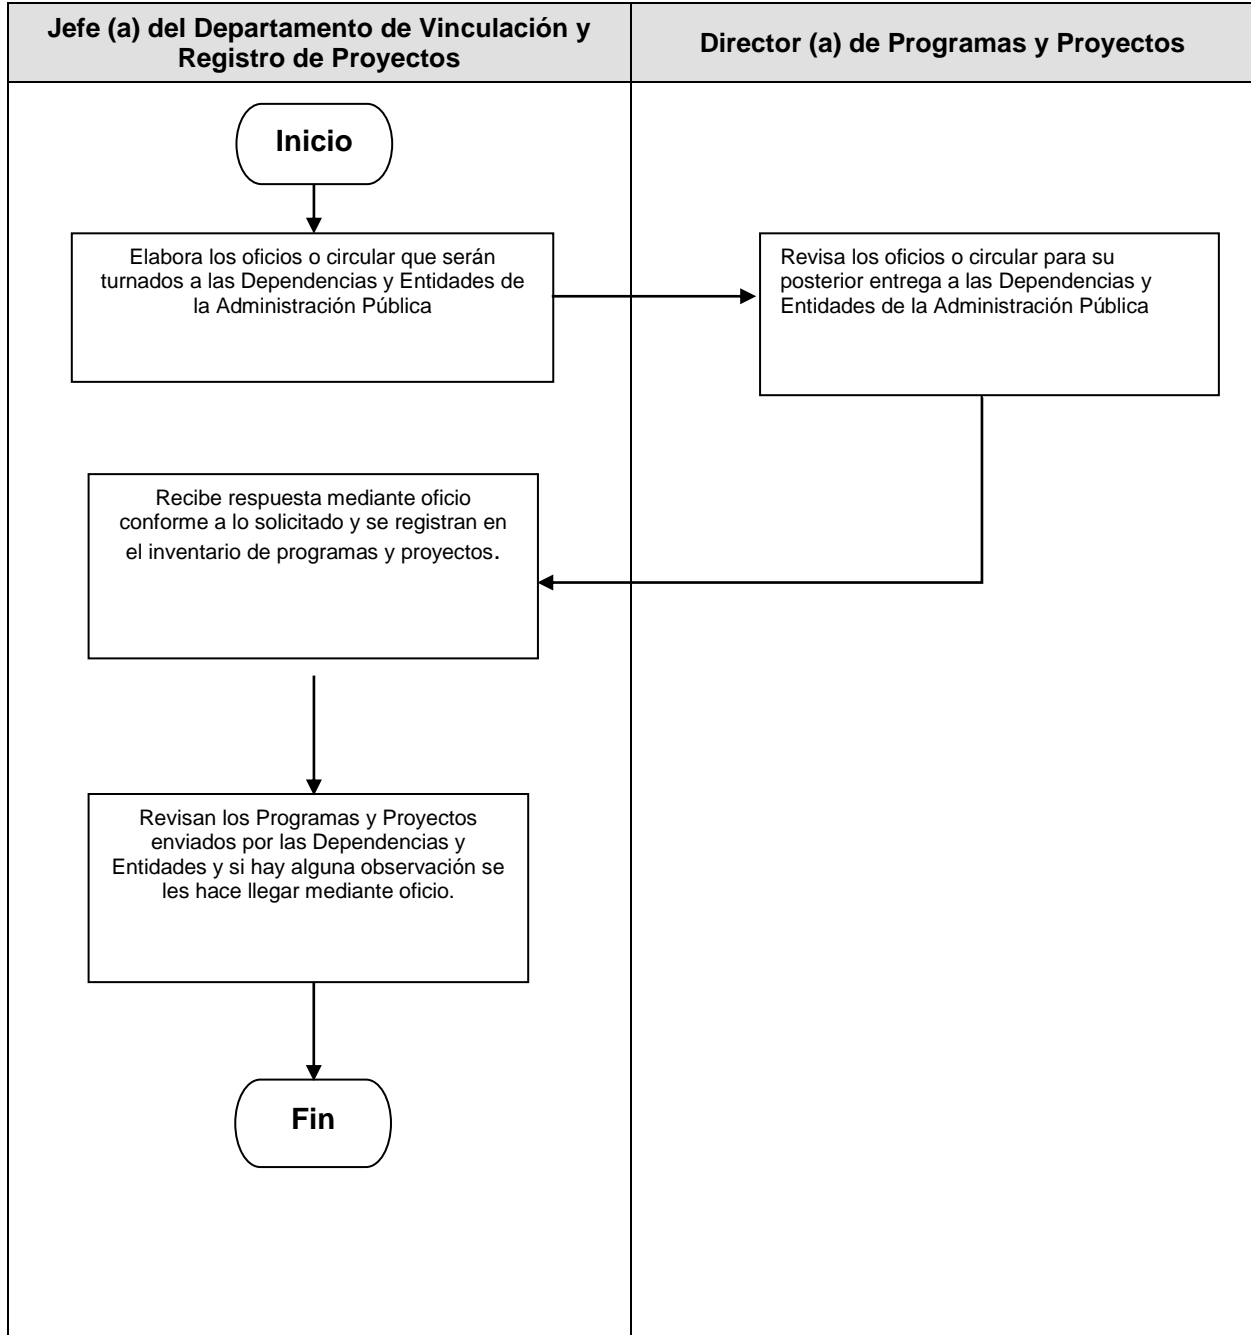 Jefe (a) del Departamento de Vinculación y
Registro de Proyectos
Director (a) de Programas y Proyectos
Inicio
Elabora los oficios o circular que serán
turnados a las Dependencias y Entidades de
la Administración Pública
Revisa los oficios o circular para su
posterior entrega a las Dependencias y
Entidades de la Administración Pública
Recibe respuesta mediante oficio
conforme a lo solicitado y se registran en
el inventario de programas y proyectos.
Revisan los Programas y Proyectos
enviados por las Dependencias y
Entidades y si hay alguna observación se
les hace llegar mediante oficio.
Fin